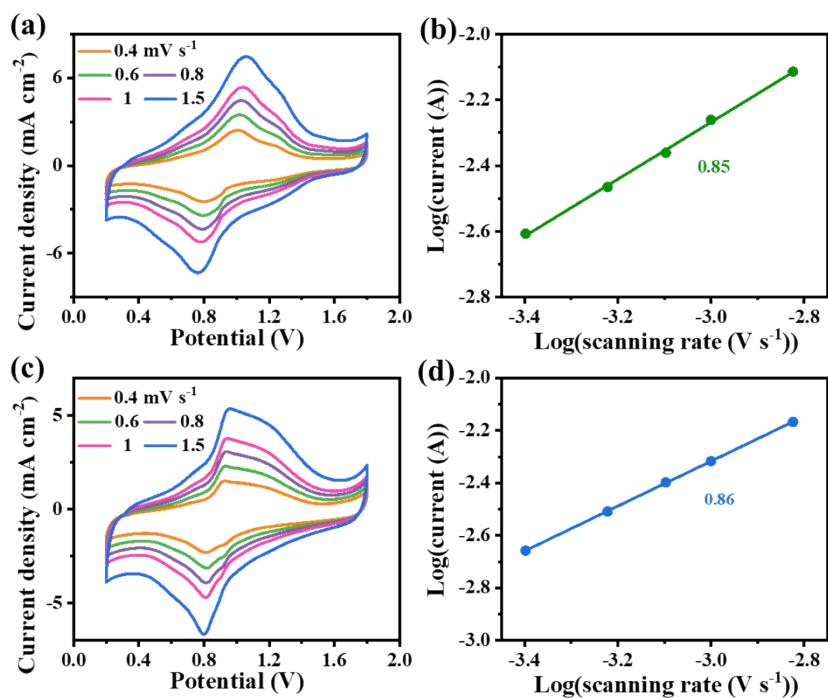 (a)
0.4 mV s⁻¹
0.6 0.8
1 1.5
6
3
0
-3
-6
0.0 0.4 0.8 1.2 1.6 2.0
Potential (V)
Current density (mA cm⁻²)
(b)
-2.0
-2.2
-2.4
-2.6
-2.8
0.85
-3.4 -3.2 -3.0 -2.8
Log(scanning rate (V s⁻¹))
Log(current (A))
(c)
0.4 mV s⁻¹
0.6 0.8
1 1.5
5
0
-5
0.0 0.4 0.8 1.2 1.6 2.0
Potential (V)
Current density (mA cm⁻²)
(d)
-2.0
-2.2
-2.4
-2.6
-2.8
-3.0
0.86
-3.4 -3.2 -3.0 -2.8
Log(scanning rate (V s⁻¹))
Log(current (A))